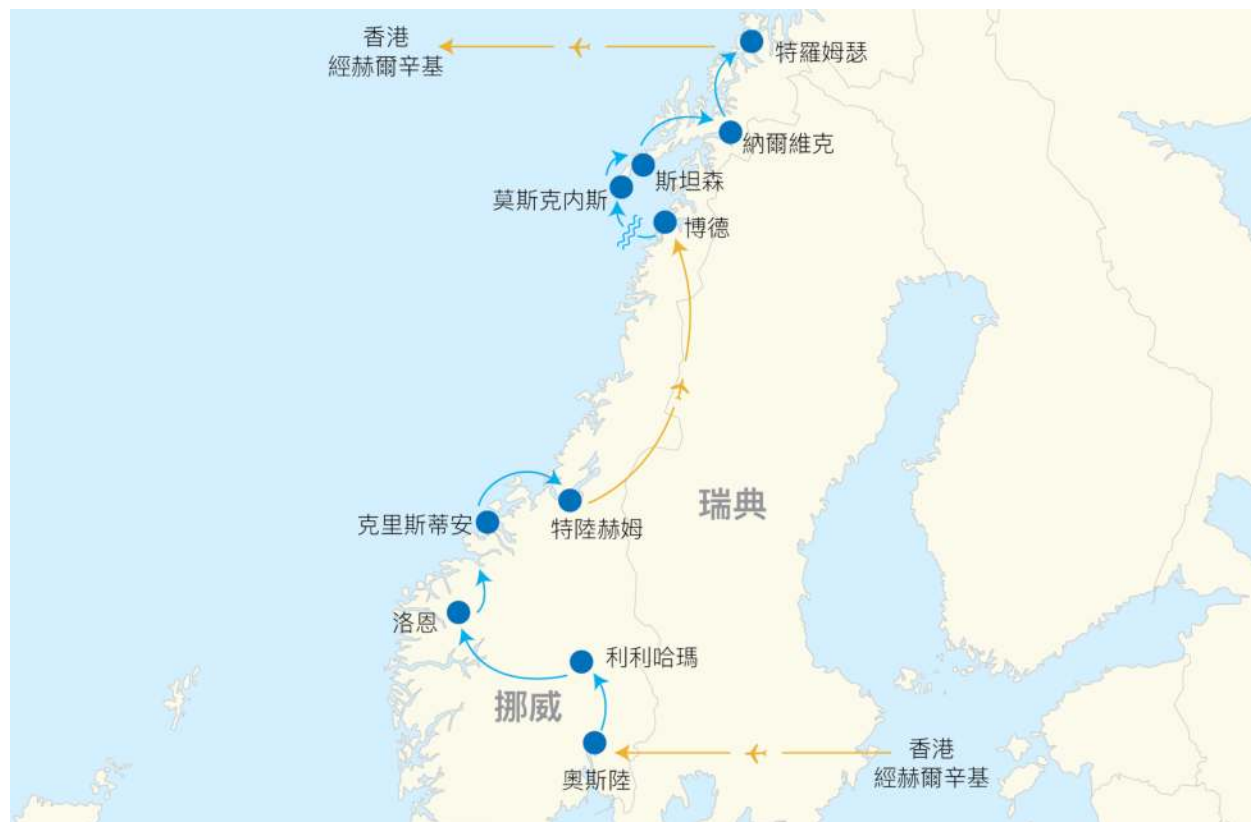 香港
經赫爾辛基
特羅姆瑟
納爾維克
斯坦森
莫斯克内斯
博德
瑞典
克里斯蒂安
特陸赫姆
洛恩
利利哈瑪
挪威
香港
經赫爾辛基
奧斯陸